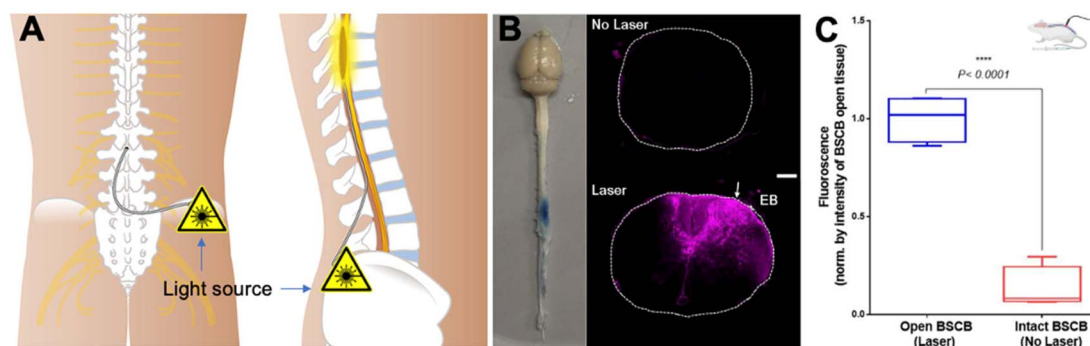 A
Light source
B
No Laser
Laser
EB
C
Fluorescence
(norm. by intensity of BSCB open tissue)
1.5
1.0
0.5
0.0
****
P< 0.0001
Open BSCB
(Laser)
Intact BSCB
(No Laser)